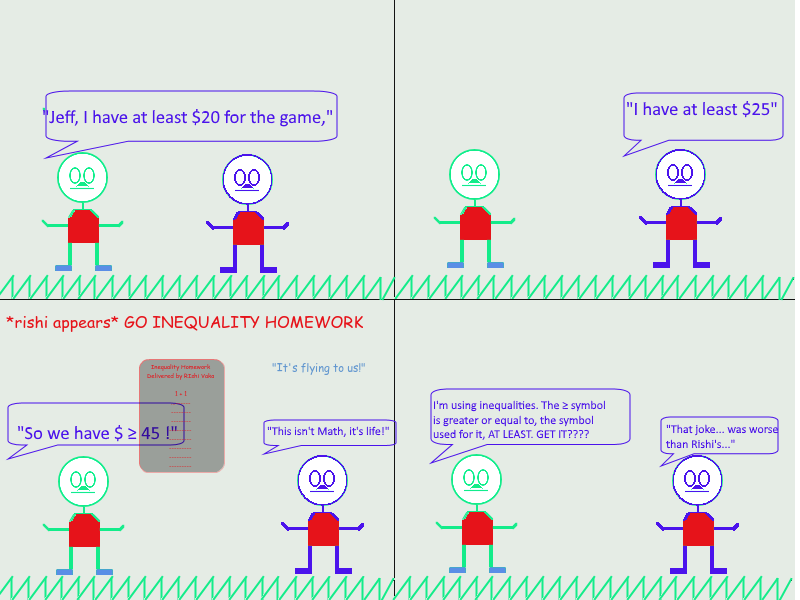 "Jeff, I have at least $20 for the game,"
"I have at least $25"
*rishi appears* GO INEQUALITY HOMEWORK
Inequality Homework
Delivered by
"It's flying to us!"
"So we have $ ≥ 45 !"
"This isn't Math, it's life!"
I'm using inequalities. The ≥ symbol
is greater or equal to, the symbol
used for it, AT LEAST. GET IT????
"That joke... was worse
than Rishi's..."